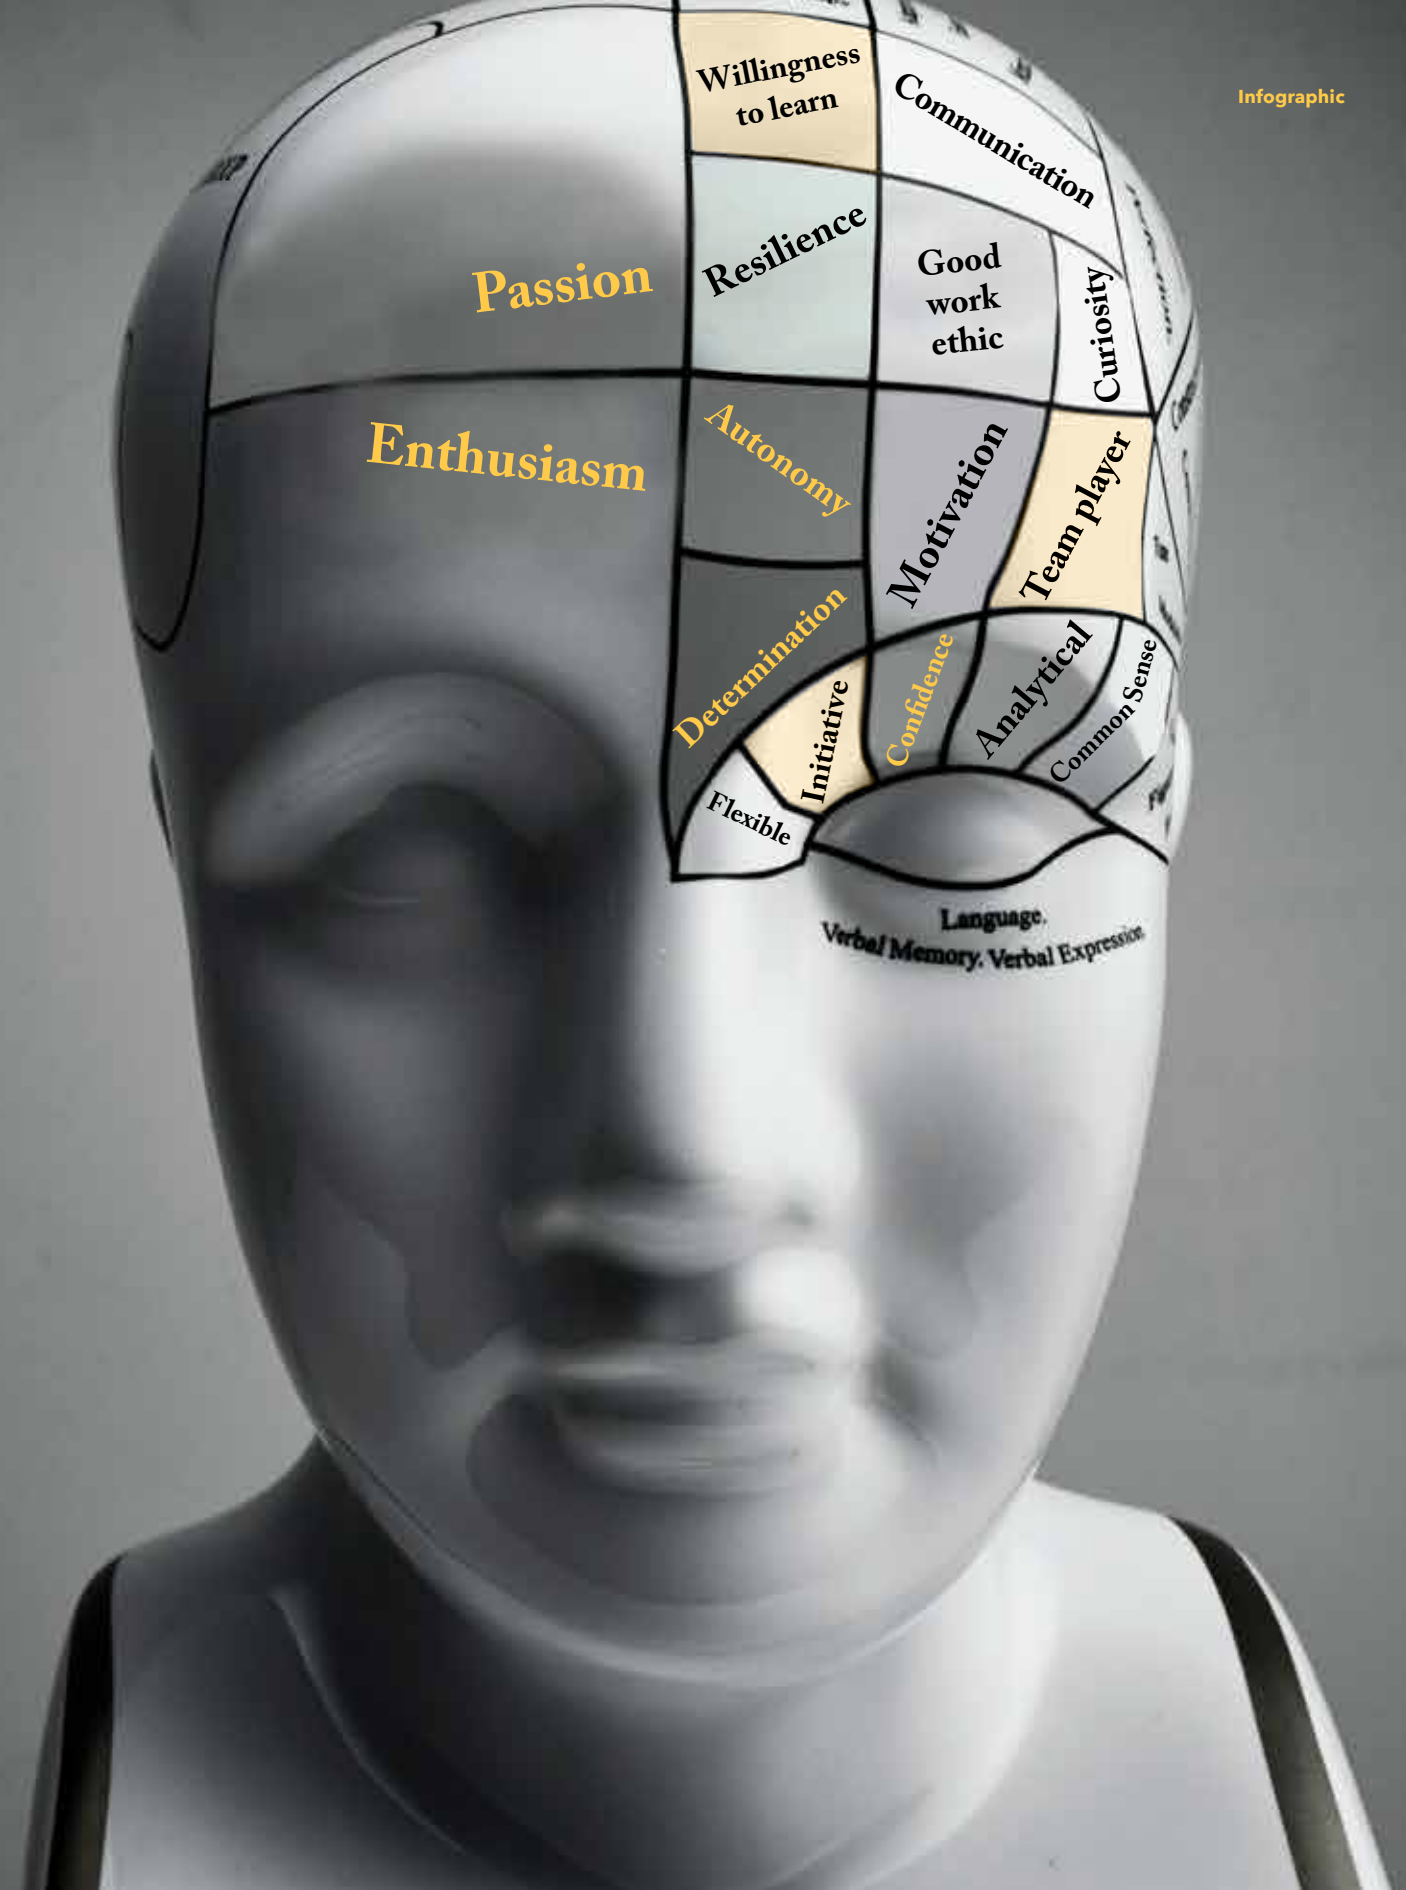 Infographic
Willingness
to learn
Communication
Passion
Resilience
Good
work
ethic
Curiosity
Enthusiasm
Autonomy
Motivation
Team player
Determination
Initiative
Confidence
Analytical
Common Sense
Flexible
Language.
Verbal Memory. Verbal Expression